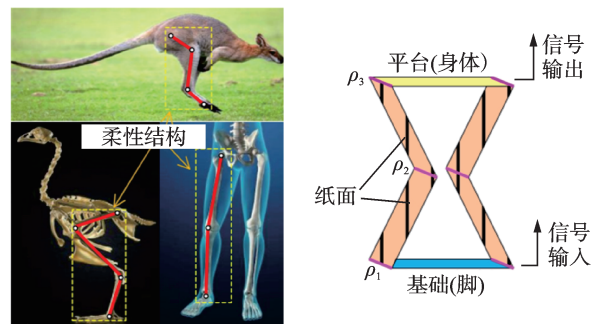 柔性结构
平台(身体)
信号
输出
ρ3
ρ2
纸面
信号
输入
ρ1
基础(脚)